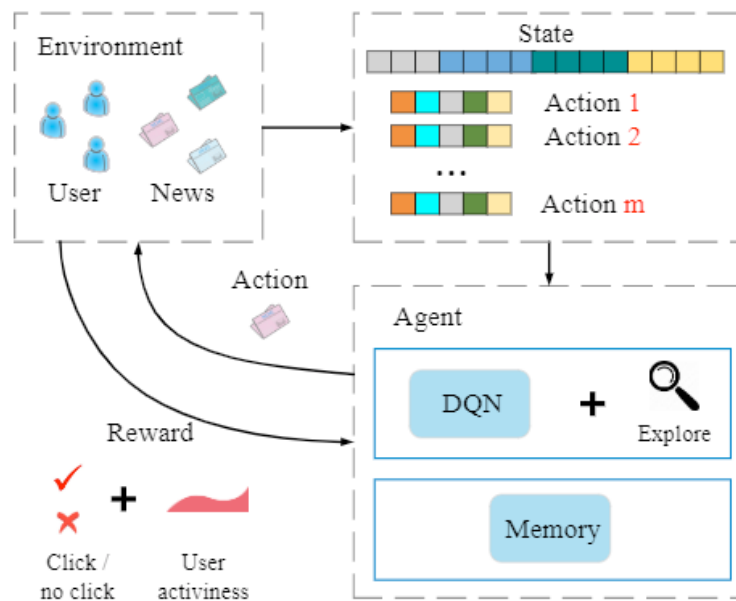 Environment
User
News
State
Action 1
Action 2
...
Action m
Action
Agent
DQN
+
Explore
Memory
Reward
+
Click /
no click
User
activiness